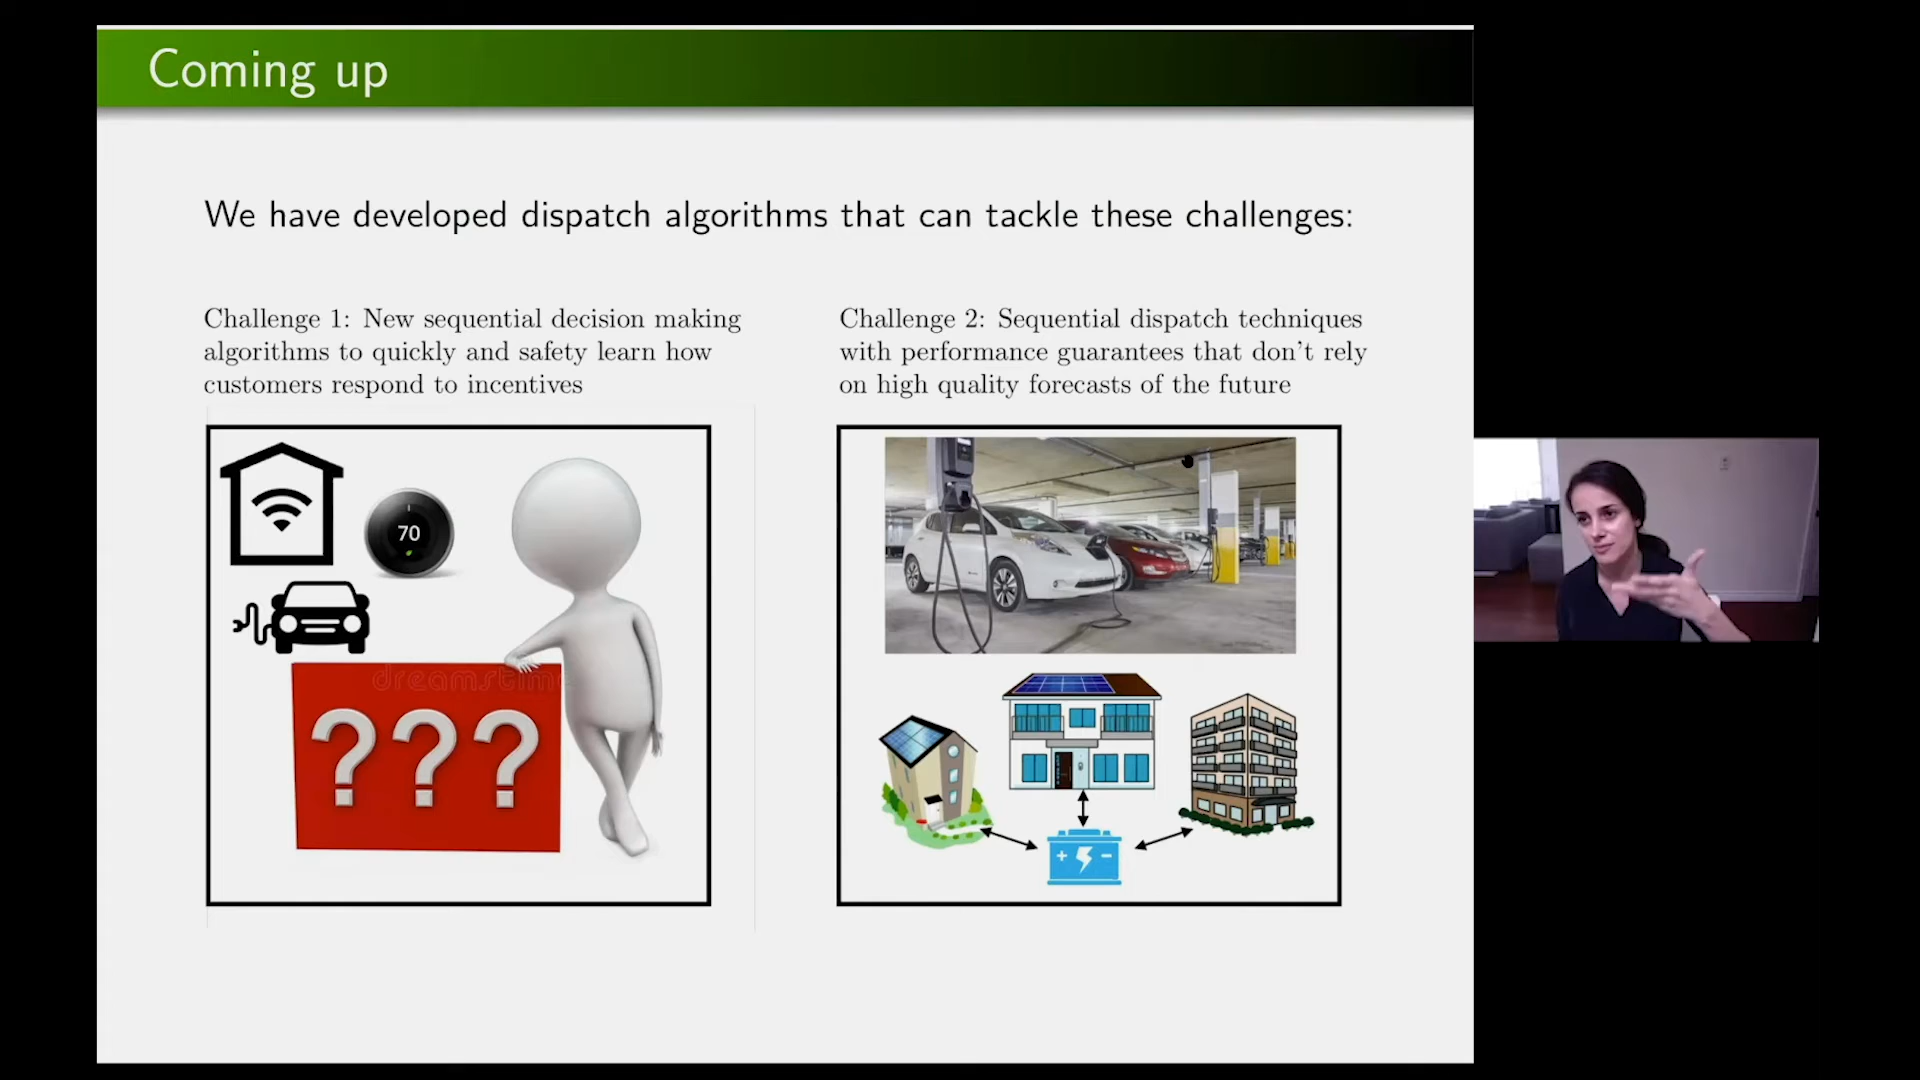 Coming up
We have developed dispatch algorithms that can tackle these challenges:
Challenge 1: New sequential decision making
algorithms to quickly and safety learn how
customers respond to incentives
Challenge 2: Sequential dispatch techniques
with performance guarantees that don't rely
on high quality forecasts of the future
70
dreamstime
???
+ -